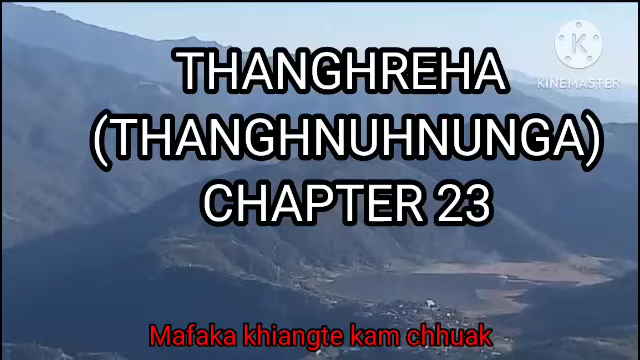 THANGHREHA
(THANGHNUHNUNGA)
CHAPTER 23
KINEMASTER
Mafaka khiangte kam chhuak